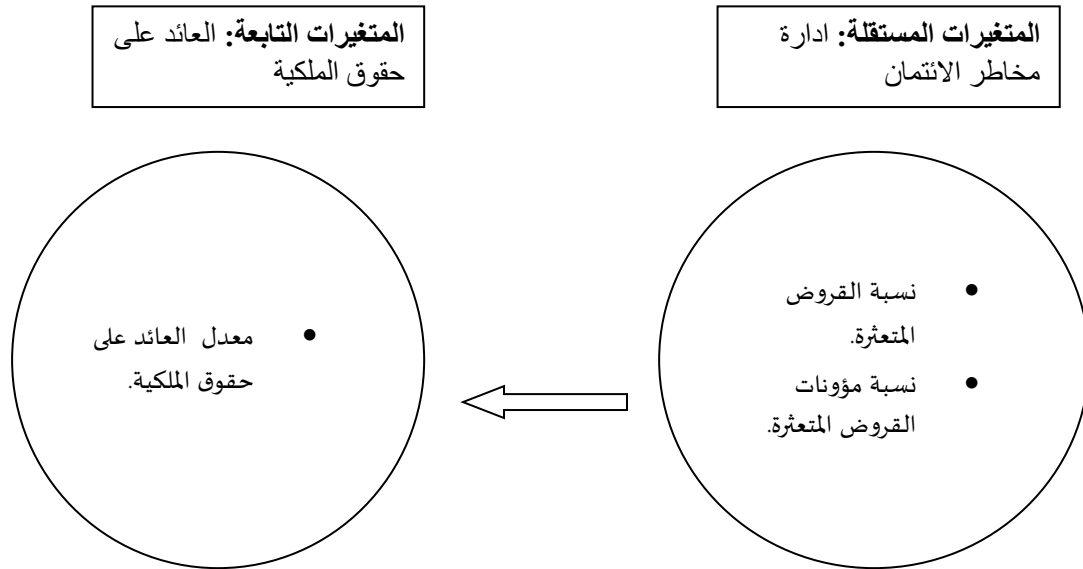 المتغيرات المستقلة: ادارة
مخاطر الائتمان
المتغيرات التابعة: العائد على
حقوق الملكية
• نسبة القروض
المتعثرة.
• نسبة مؤونات
القروض المتعثرة.
• معدل العائد على
حقوق الملكية.